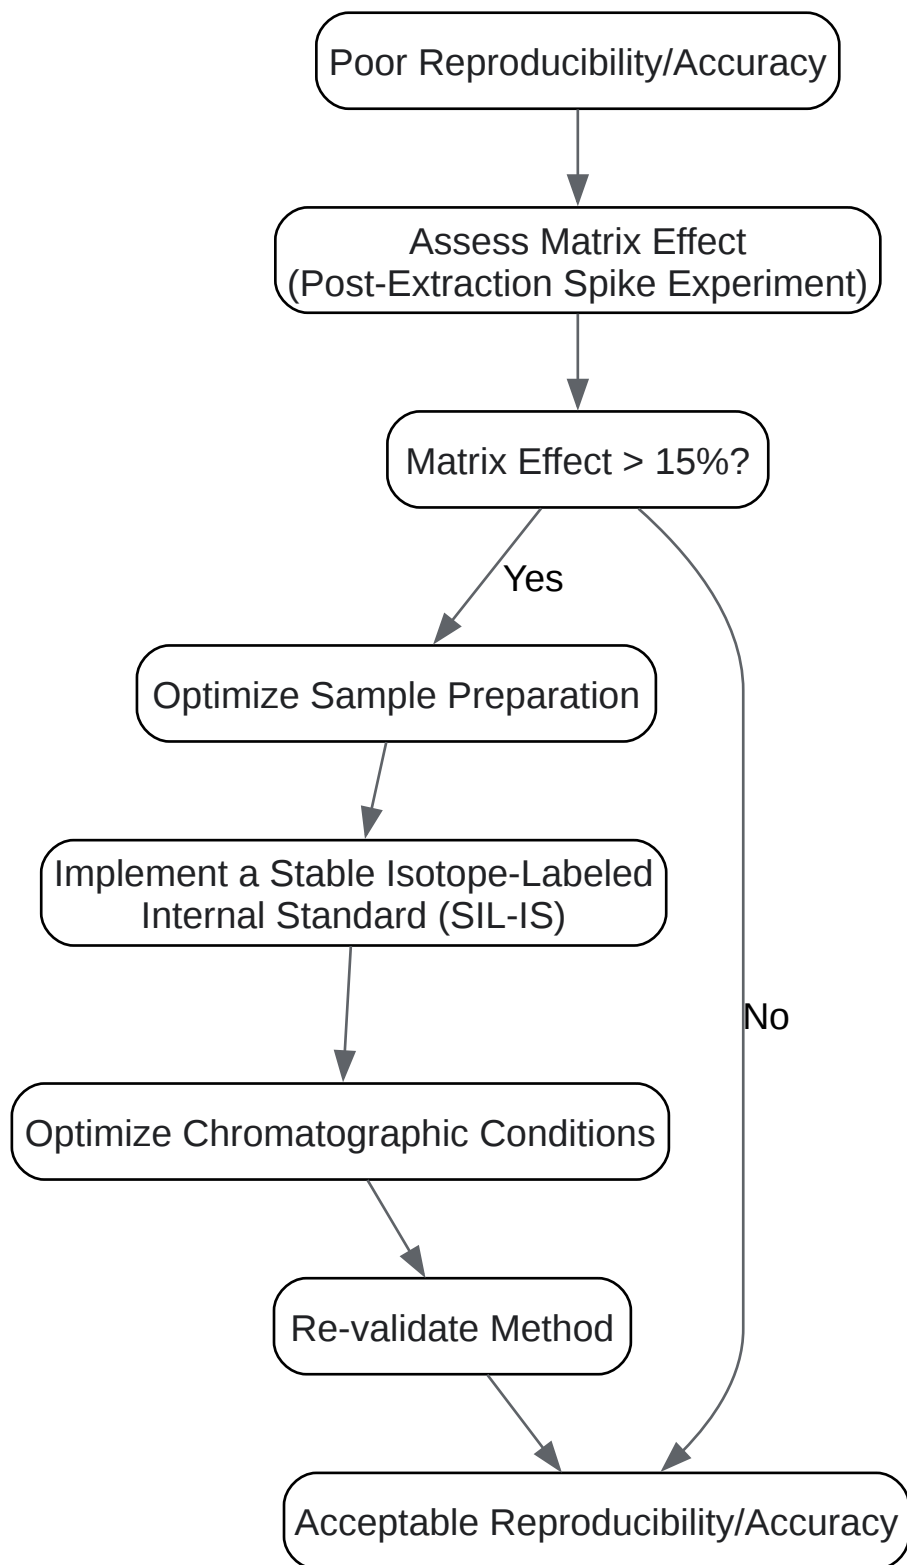 Poor Reproducibility/Accuracy
Assess Matrix Effect
(Post-Extraction Spike Experiment)
Matrix Effect > 15%?
Yes
Optimize Sample Preparation
Implement a Stable Isotope-Labeled
Internal Standard (SIL-IS)
No
Optimize Chromatographic Conditions
Re-validate Method
Acceptable Reproducibility/Accuracy